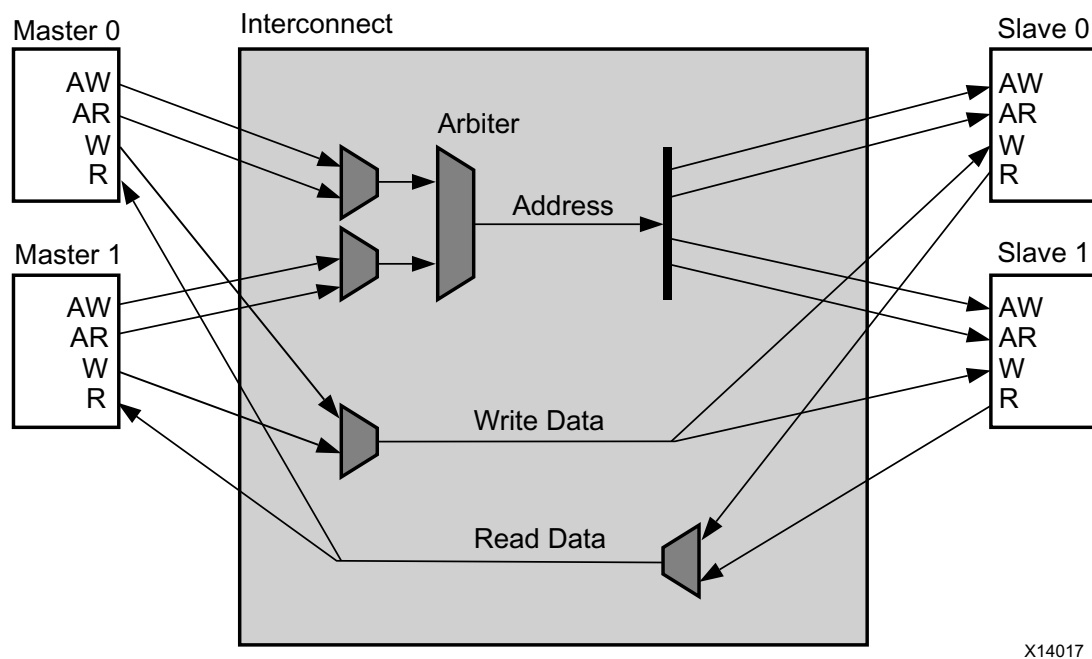 Interconnect
Master 0
AW
AR
W
R
Master 1
AW
AR
W
R
Arbiter
Address
Write Data
Read Data
Slave 0
AW
AR
W
R
Slave 1
AW
AR
W
R
X14017